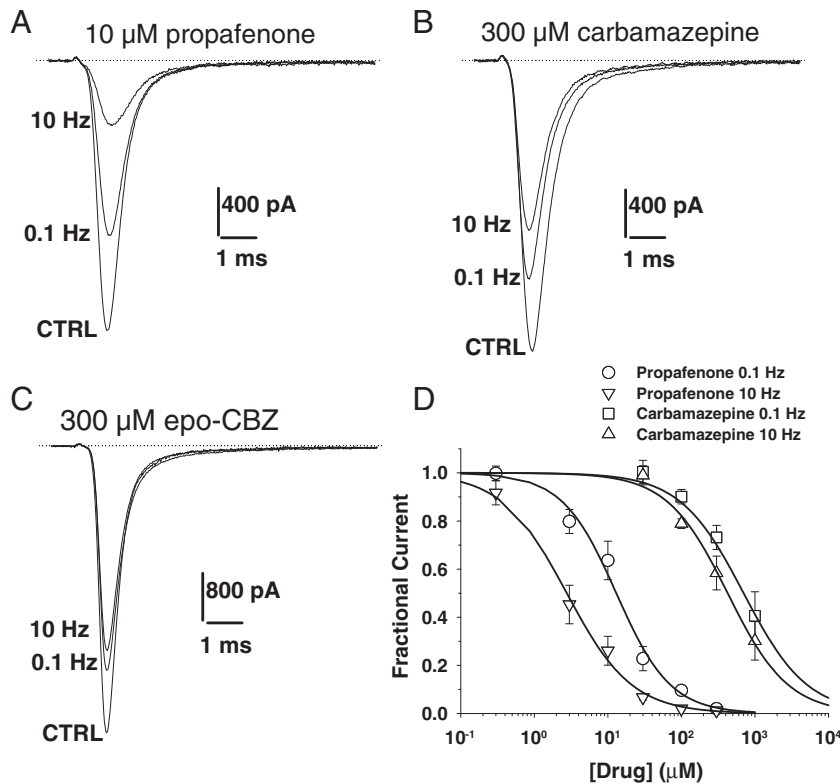 A
10 µM propafenone
10 Hz
0.1 Hz
CTRL
400 pA
1 ms
B
300 µM carbamazepine
10 Hz
0.1 Hz
CTRL
400 pA
1 ms
C
300 µM epo-CBZ
10 Hz
0.1 Hz
CTRL
800 pA
1 ms
D
Propafenone 0.1 Hz
Propafenone 10 Hz
Carbamazepine 0.1 Hz
Carbamazepine 10 Hz
Fractional Current
1.0
0.8
0.6
0.4
0.2
0.0
10⁻¹ 10⁰ 10¹ 10² 10³ 10⁴
[Drug] (µM)